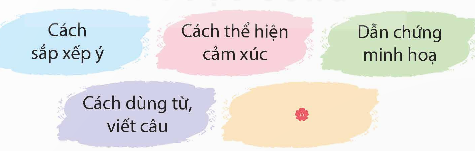 Cách
sắp xếp ý
Cách thể hiện
cảm xúc
Dẫn chứng
minh hoạ
Cách dùng từ,
viết câu